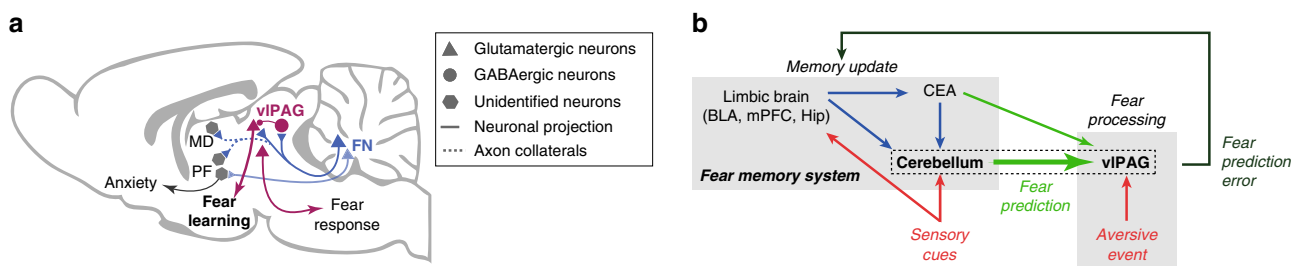 a
Glutamatergic neurons
GABAergic neurons
Unidentified neurons
Neuronal projection
Axon collaterals
vlPAG
FN
MD
PF
Anxiety
Fear
learning
Fear
response
b
Memory update
Limbic brain
(BLA, mPFC, Hip)
CEA
Fear
processing
Cerebellum
vlPAG
Fear memory system
Fear
prediction
Fear
prediction
error
Sensory
cues
Aversive
event